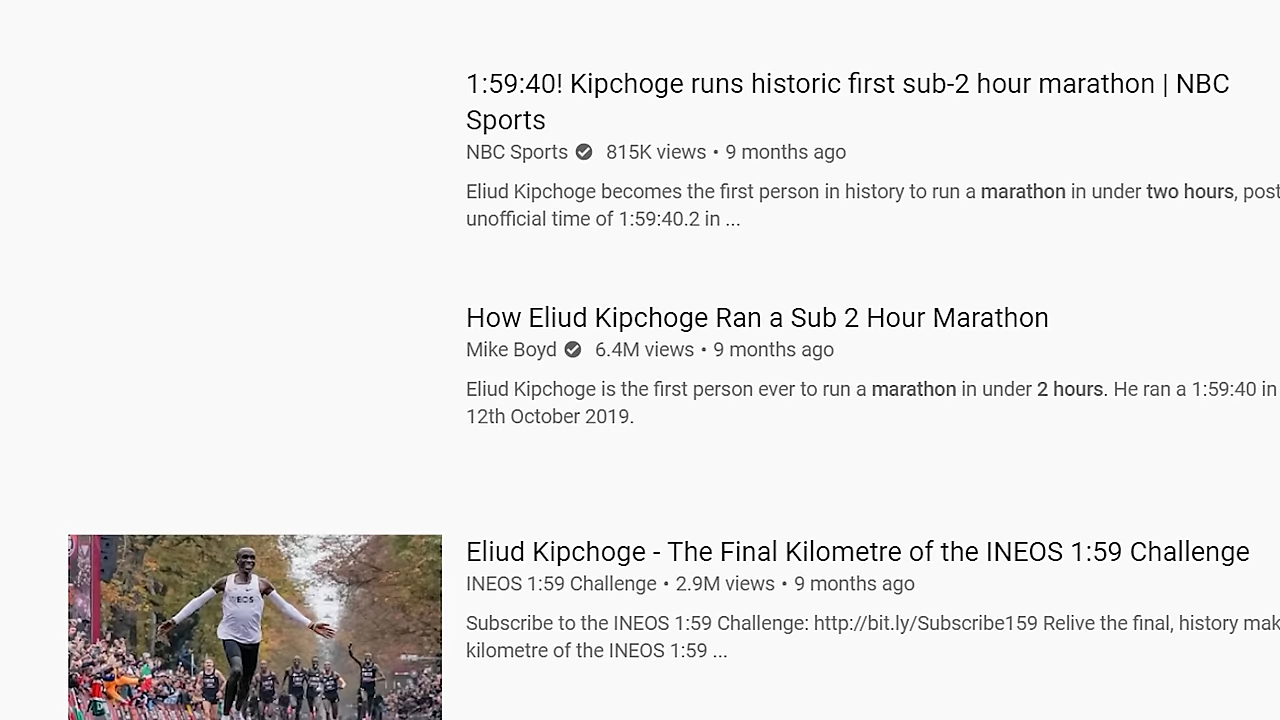 1:59:40! Kipchoge runs historic first sub-2 hour marathon | NBC
Sports
NBC Sports 815K views • 9 months ago
Eliud Kipchoge becomes the first person in history to run a marathon in under two hours, post
unofficial time of 1:59:40.2 in ...
How Eliud Kipchoge Ran a Sub 2 Hour Marathon
Mike Boyd 6.4M views • 9 months ago
Eliud Kipchoge is the first person ever to run a marathon in under 2 hours. He ran a 1:59:40 in
12th October 2019.
Eliud Kipchoge - The Final Kilometre of the INEOS 1:59 Challenge
INEOS 1:59 Challenge • 2.9M views • 9 months ago
Subscribe to the INEOS 1:59 Challenge: http://bit.ly/Subscribe159 Relive the final, history mak
kilometre of the INEOS 1:59 ...
INEOS